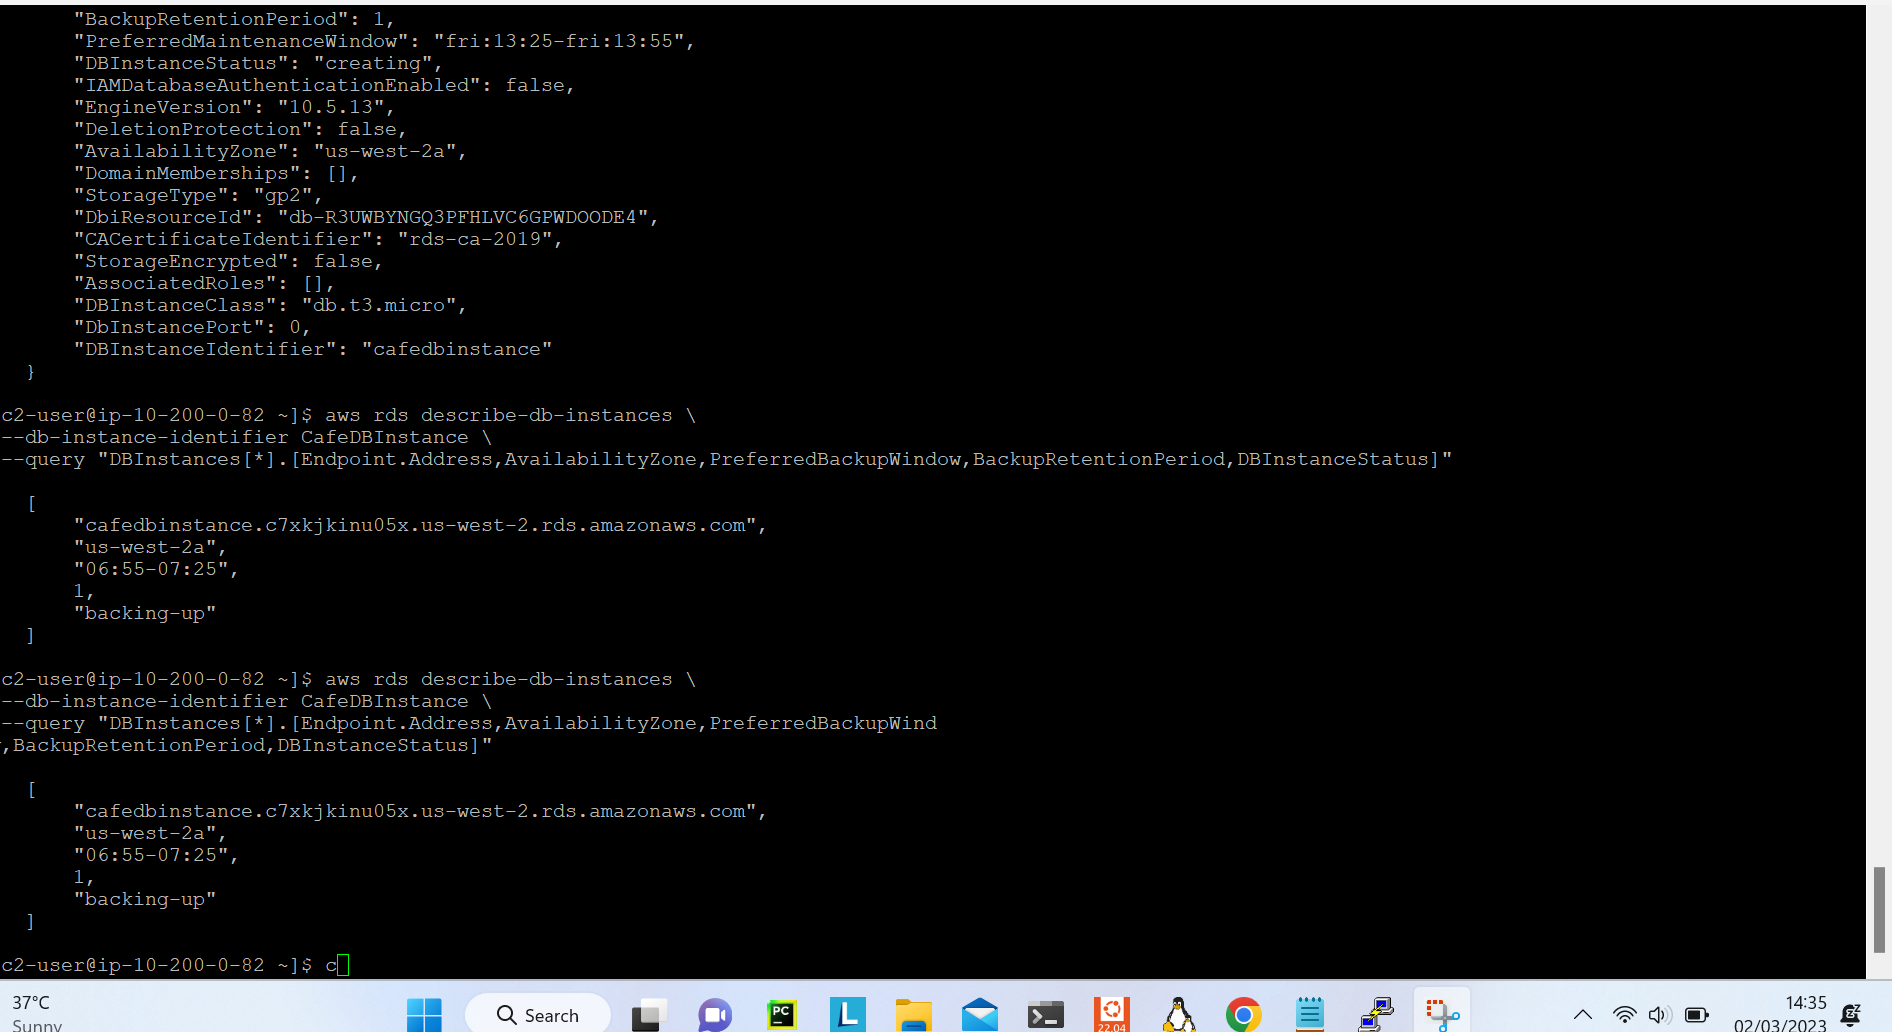 "BackupRetentionPeriod": 1,
"PreferredMaintenanceWindow": "fri:13:25-fri:13:55",
"DBInstanceStatus": "creating",
"IAMDatabaseAuthenticationEnabled": false,
"EngineVersion": "10.5.13",
"DeletionProtection": false,
"AvailabilityZone": "us-west-2a",
"DomainMemberships": [],
"StorageType": "gp2",
"DbiResourceId": "db-R3UWBYNGQ3PFHLVC6GPWDOODE4",
"CACertificateIdentifier": "rds-ca-2019",
"StorageEncrypted": false,
"AssociatedRoles": [],
"DBInstanceClass": "db.t3.micro",
"DbInstancePort": 0,
"DBInstanceIdentifier": "cafedbinstance"
}
c2-user@ip-10-200-0-82 ~]$ aws rds describe-db-instances \
--db-instance-identifier CafeDBInstance \
--query "DBInstances[*].[Endpoint.Address,AvailabilityZone,PreferredBackupWindow,BackupRetentionPeriod,DBInstanceStatus]"
[
"cafedbinstance.c7xkjkinu05x.us-west-2.rds.amazonaws.com",
"us-west-2a",
"06:55-07:25",
1,
"backing-up"
]
c2-user@ip-10-200-0-82 ~]$ aws rds describe-db-instances \
--db-instance-identifier CafeDBInstance \
--query "DBInstances[*].[Endpoint.Address,AvailabilityZone,PreferredBackupWind
,BackupRetentionPeriod,DBInstanceStatus]"
[
"cafedbinstance.c7xkjkinu05x.us-west-2.rds.amazonaws.com",
"us-west-2a",
"06:55-07:25",
1,
"backing-up"
]
c2-user@ip-10-200-0-82 ~]$ c
37°C
Sunny
Search
PC
L
22.04
14:35
02/03/2023